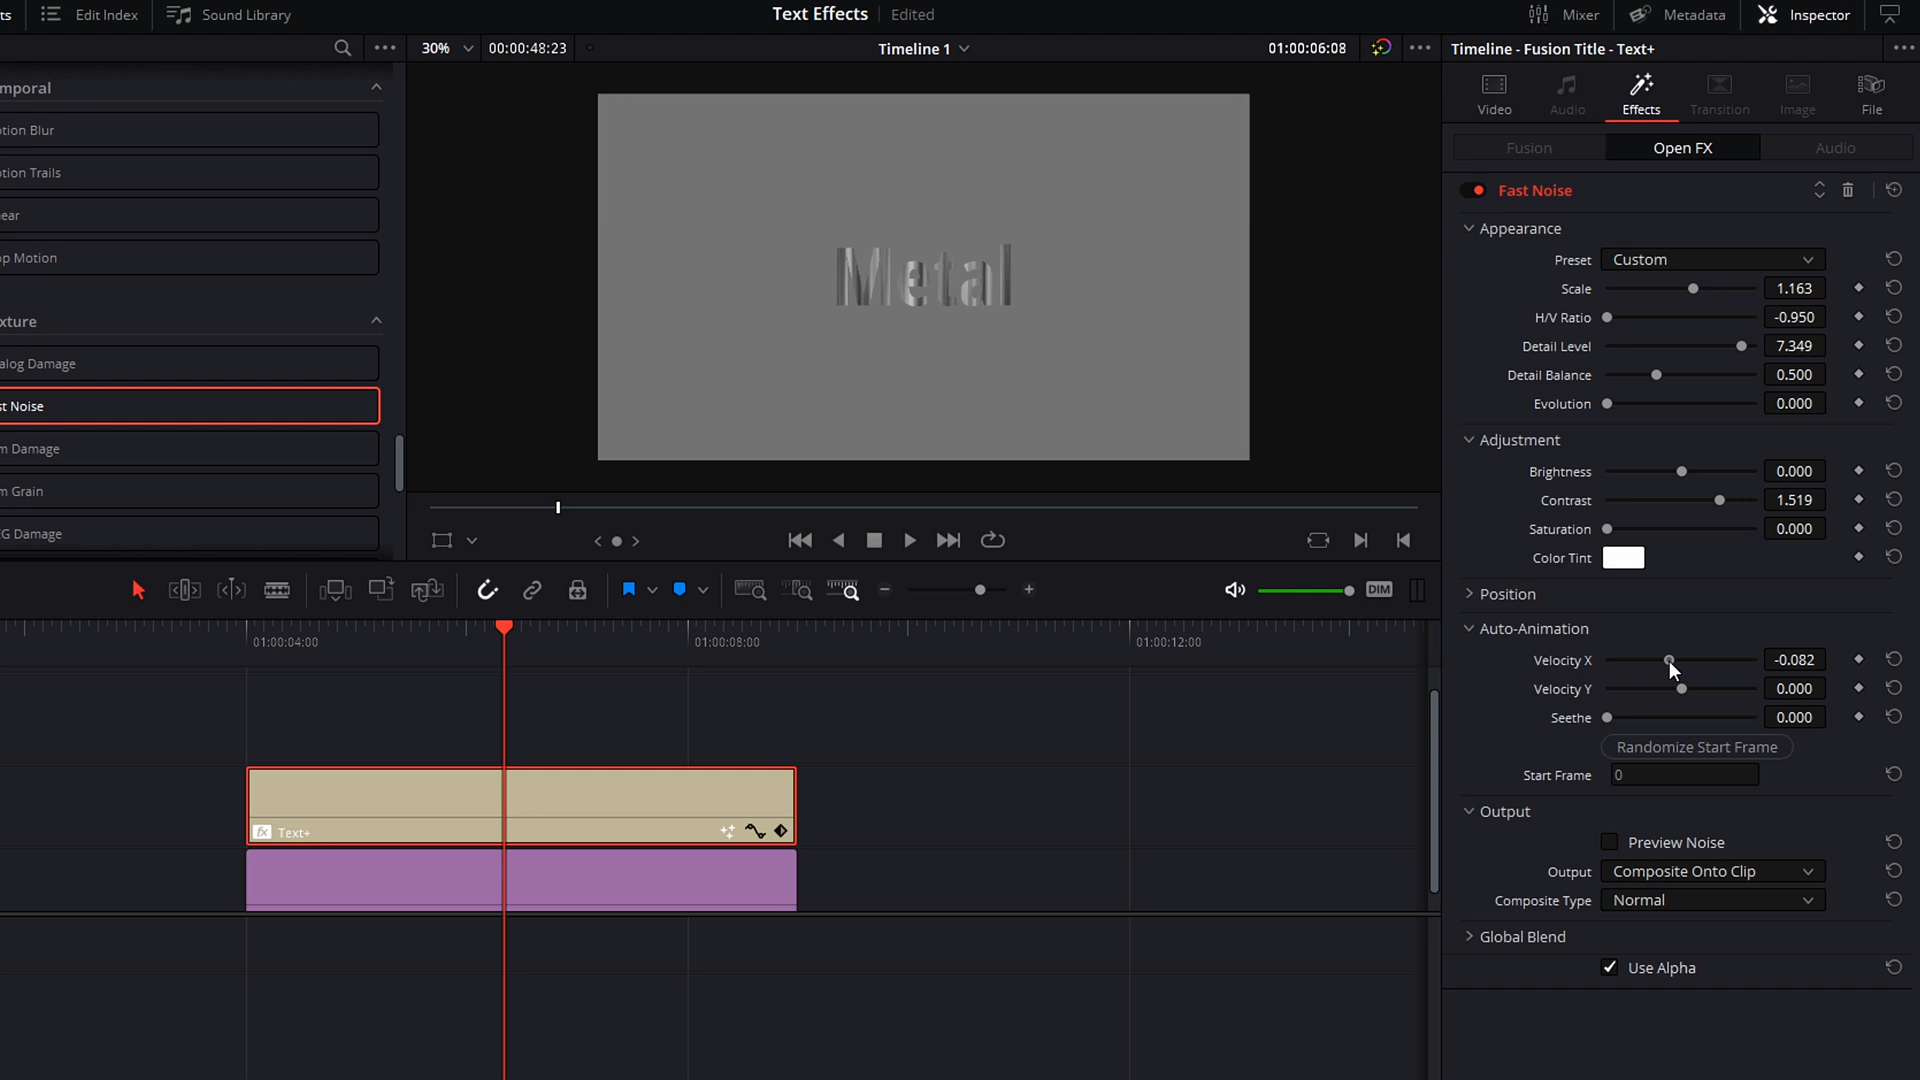 ts
Edit Index
Sound Library
Text Effects
Edited
Mixer
Metadata
Inspector
30%
00:00:48:23
Timeline 1
01:00:06:08
Timeline - Fusion Title - Text+
mporal
otion Blur
otion Trails
ear
op Motion
xture
alog Damage
st Noise
m Damage
m Grain
EG Damage
Metal
Video
Audio
Effects
Transition
Image
File
Fusion
Open FX
Audio
Fast Noise
Appearance
Preset Custom
Scale 1.163
H/V Ratio -0.950
Detail Level 7.349
Detail Balance 0.500
Evolution 0.000
Adjustment
Brightness 0.000
Contrast 1.519
Saturation 0.000
Color Tint
Position
Auto-Animation
Velocity X -0.082
Velocity Y 0.000
Seethe 0.000
Randomize Start Frame
Start Frame 0
Output
Preview Noise
Output Composite Onto Clip
Composite Type Normal
Global Blend
Use Alpha
DIM
01:00:04:00
01:00:08:00
01:00:12:00
fx Text+